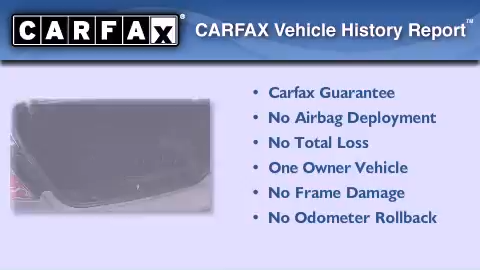 CARFAX
CARFAX Vehicle History Report™
• Carfax Guarantee
• No Airbag Deployment
• No Total Loss
• One Owner Vehicle
• No Frame Damage
• No Odometer Rollback